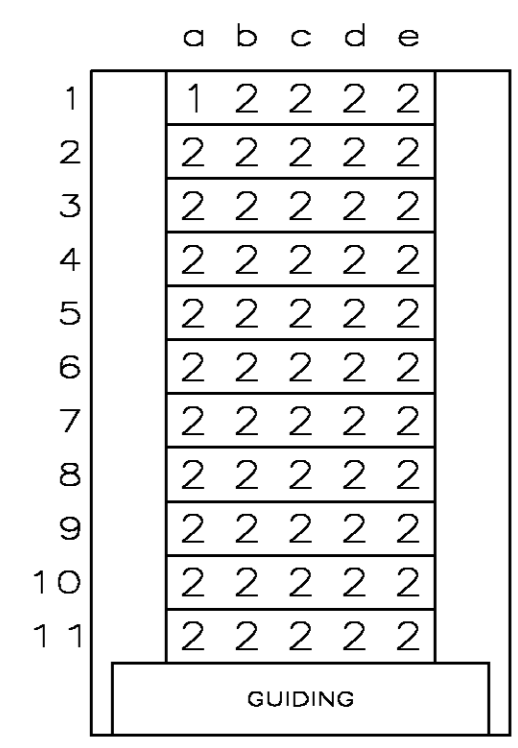 a b c d e
1 1 2 2 2 2
2 2 2 2 2 2
3 2 2 2 2 2
4 2 2 2 2 2
5 2 2 2 2 2
6 2 2 2 2 2
7 2 2 2 2 2
8 2 2 2 2 2
9 2 2 2 2 2
10 2 2 2 2 2
11 2 2 2 2 2
GUIDING